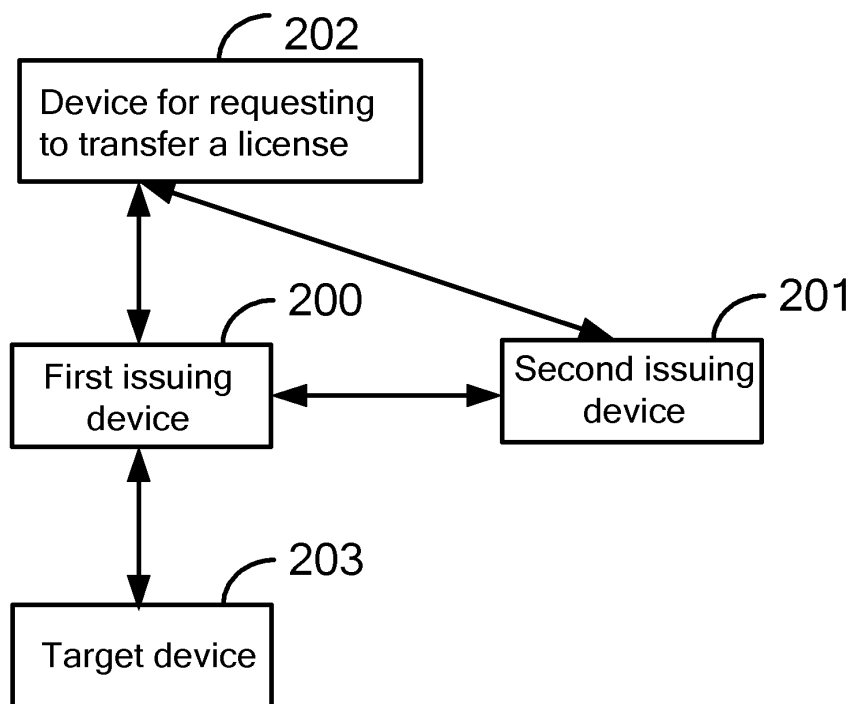 202
Device for requesting
to transfer a license
200
201
First issuing
device
Second issuing
device
203
Target device